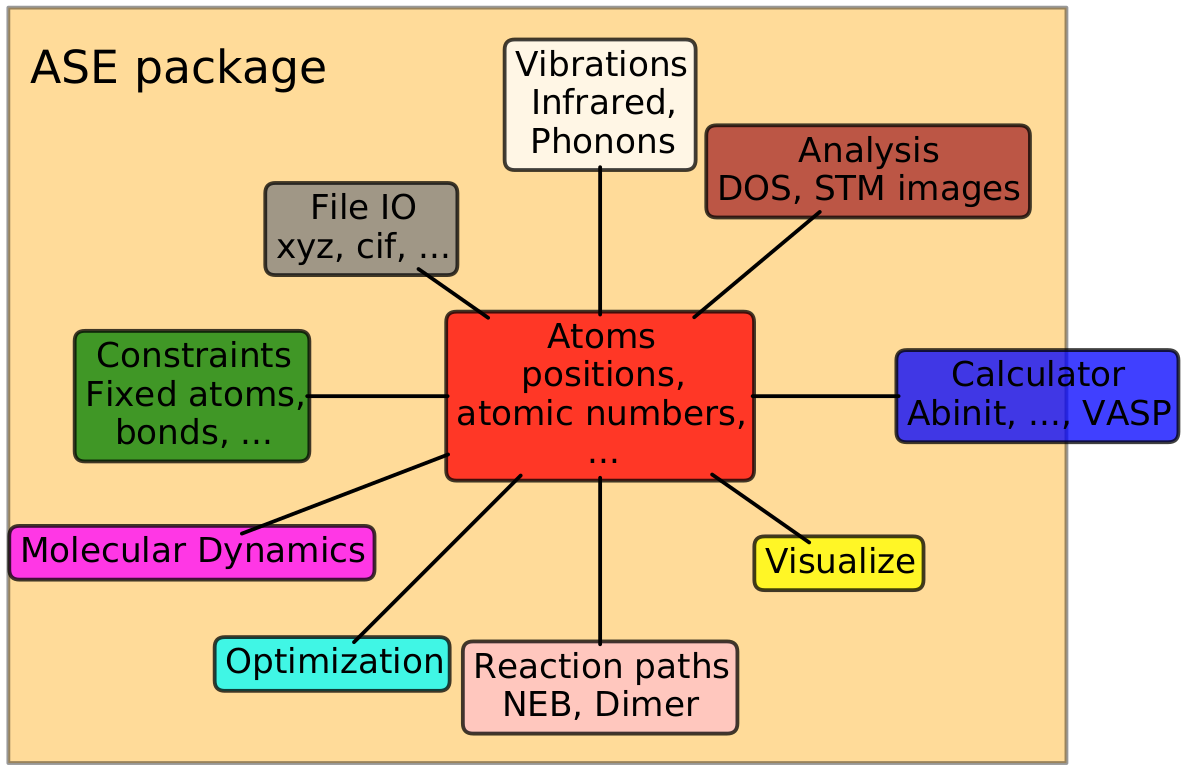 ASE package
Vibrations
Infrared,
Phonons
Analysis
DOS, STM images
File IO
xyz, cif, ...
Constraints
Fixed atoms,
bonds, ...
Atoms
positions,
atomic numbers,
...
Calculator
Abinit, ..., VASP
Molecular Dynamics
Visualize
Optimization
Reaction paths
NEB, Dimer